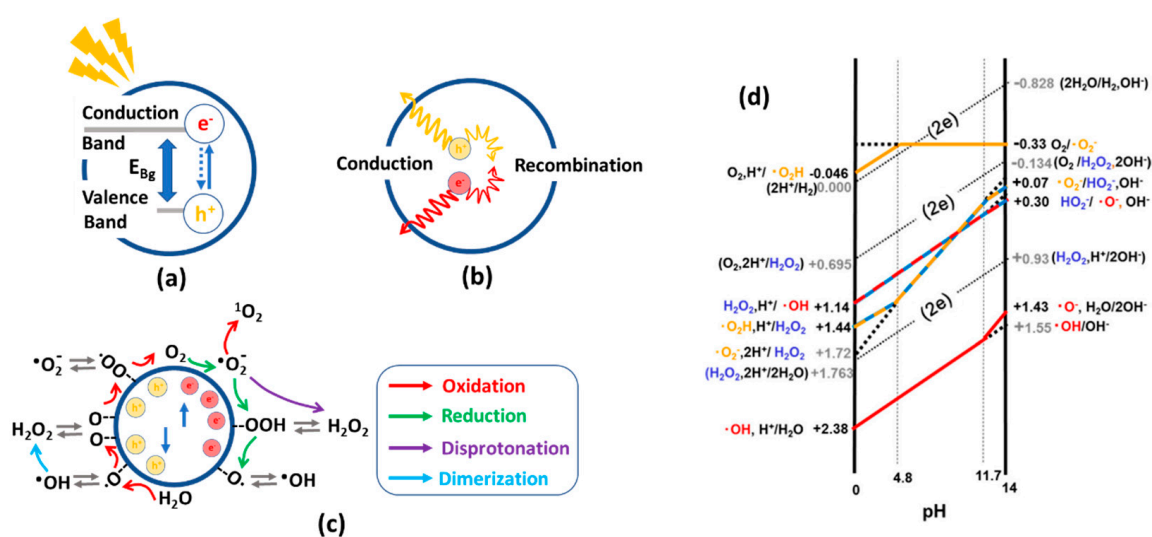 (a)
Conduction
Band
e⁻
E_Bg
Valence
Band
h⁺
(b)
h⁺
e⁻
Conduction
Recombination
(c)
¹O₂
O₂
•O₂⁻
•O₂⁻
•OO
h⁺
h⁺
h⁺
h⁺
e⁻
e⁻
e⁻
e⁻
O
O
H₂O₂
OOH
H₂O₂
•OH
O
•
H₂O
O•
•OH
Oxidation
Reduction
Disprotonation
Dimerization
(d)
O₂,H⁺/ •O₂H -0.046
(2H⁺/H₂) 0.000
(O₂,2H⁺/H₂O₂) +0.695
H₂O₂,H⁺/ •OH +1.14
•O₂H,H⁺/H₂O₂ +1.44
•O₂⁻,2H⁺/ H₂O₂ +1.72
(H₂O₂,2H⁺/2H₂O) +1.763
•OH, H⁺/H₂O +2.38
(2e)
(2e)
(2e)
-0.828 (2H₂O/H₂,OH⁻)
-0.33 O₂/•O₂⁻
-0.134 (O₂ /H₂O₂,2OH⁻)
+0.07 •O₂⁻/HO₂⁻,OH⁻
+0.30 HO₂⁻/ •O⁻, OH⁻
+0.93 (H₂O₂,H⁺/2OH⁻)
+1.43 •O⁻, H₂O/2OH⁻
+1.55 •OH/OH⁻
0
4.8
11.7
14
pH